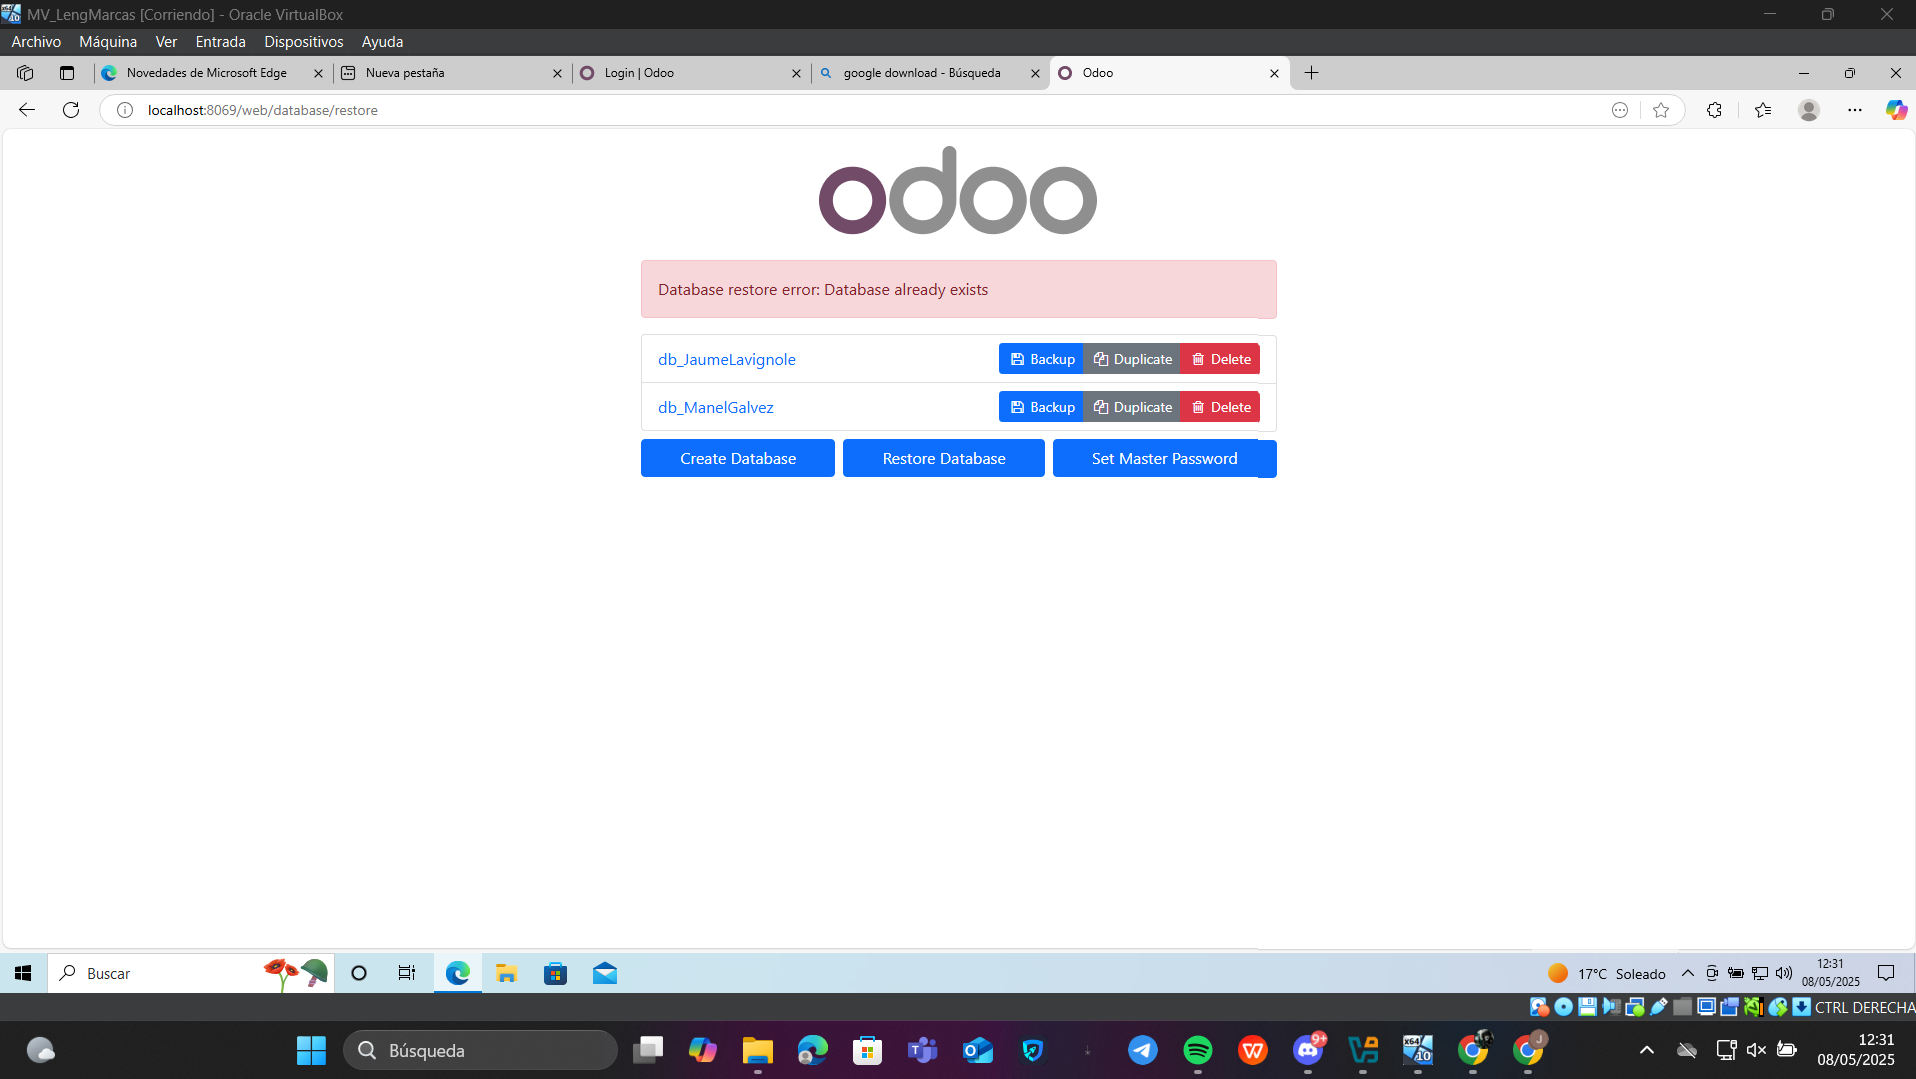 MV_LengMarcas [Corriendo] - Oracle VirtualBox
Archivo Máquina Ver Entrada Dispositivos Ayuda
Novedades de Microsoft Edge
Nueva pestaña
Login | Odoo
google download - Búsqueda
Odoo
localhost:8069/web/database/restore
odoo
Database restore error: Database already exists
db_JaumeLavignole Backup Duplicate Delete
db_ManelGalvez Backup Duplicate Delete
Create Database Restore Database Set Master Password
Buscar
17°C Soleado
12:31
08/05/2025
CTRL DERECHA
Búsqueda
9+
x64
10
J
12:31
08/05/2025